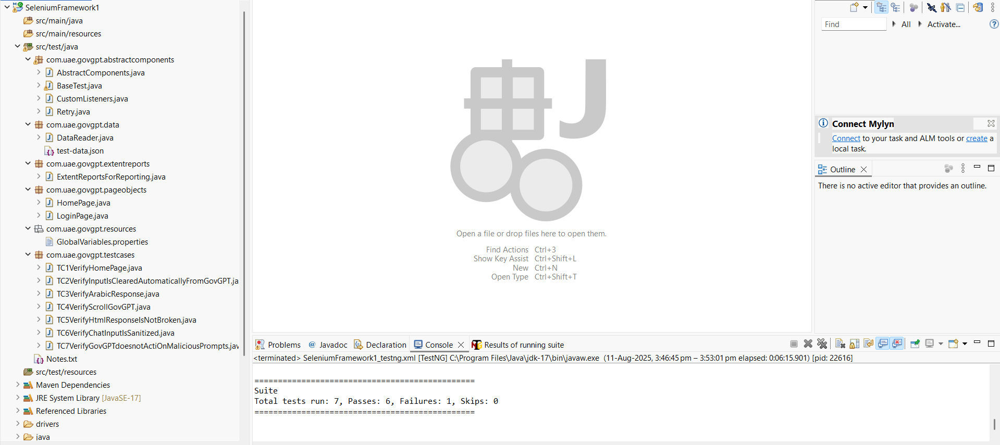 SeleniumFramework1
src/main/java
src/main/resources
src/test/java
com.uae.govgpt.abstractcomponents
AbstractComponents.java
BaseTest.java
CustomListeners.java
Retry.java
com.uae.govgpt.data
DataReader.java
test-data.json
com.uae.govgpt.extentreports
ExtentReportsForReporting.java
com.uae.govgpt.pageobjects
HomePage.java
LoginPage.java
com.uae.govgpt.resources
GlobalVariables.properties
com.uae.govgpt.testcases
TC1VerifyHomePage.java
TC2VerifyInputIsClearedAutomaticallyFromGovGPT.ja
TC3VerifyArabicResponse.java
TC4VerifyScrollGovGPT.java
TC5VerifyHtmlResponseIsNotBroken.java
TC6VerifyChatInputIsSanitized.java
TC7VerifyGovGPTdoesnotActiOnMaliciousPrompts.jav
Notes.txt
src/test/resources
Maven Dependencies
JRE System Library [JavaSE-17]
Referenced Libraries
drivers
java
Open a file or drop files here to open them.
Find Actions Ctrl+3
Show Key Assist Ctrl+Shift+L
New Ctrl+N
Open Type Ctrl+Shift+T
Problems @ Javadoc Declaration Console Results of running suite
<terminated> SeleniumFramework1_testng.xml [TestNG] C:\Program Files\Java\jdk-17\bin\javaw.exe (11-Aug-2025, 3:46:45 pm – 3:53:01 pm elapsed: 0:06:15.901) [pid: 22616]
===============================================
Suite
Total tests run: 7, Passes: 6, Failures: 1, Skips: 0
===============================================
Find All Activate...
Connect Mylyn
Connect to your task and ALM tools or create a
local task.
Outline
There is no active editor that provides an outline.